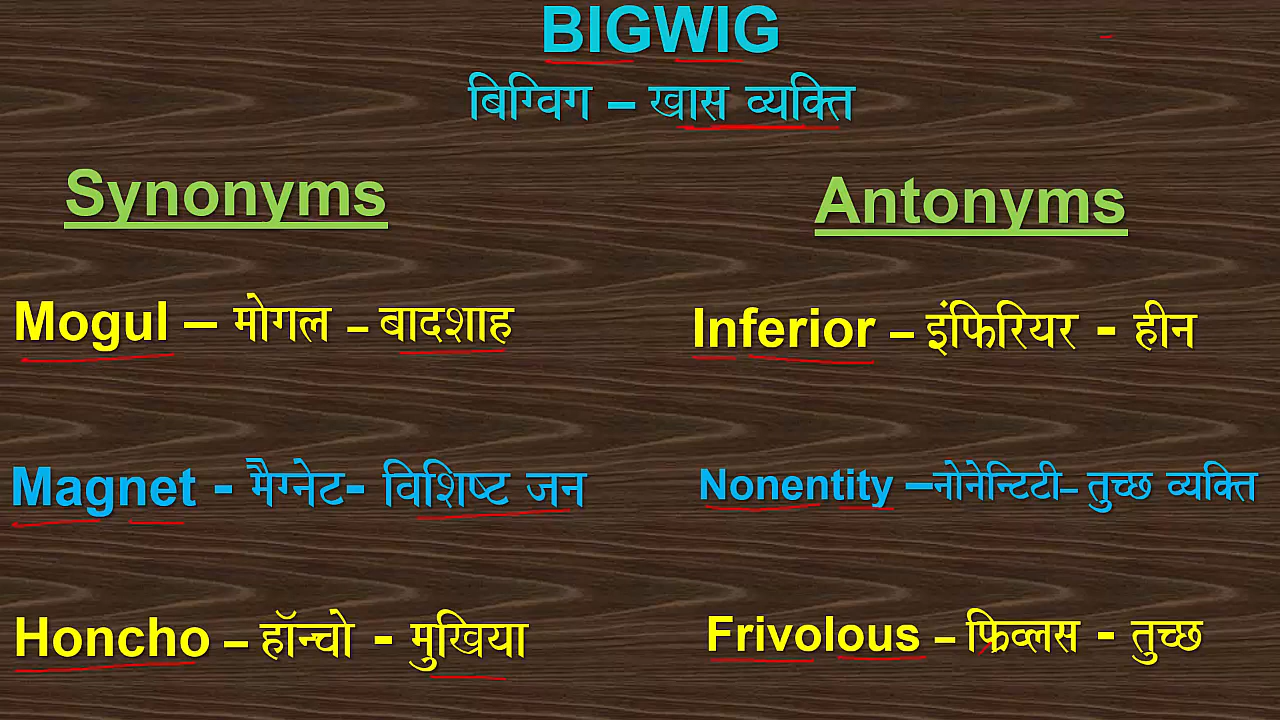 BIGWIG
बिग्विग – खास व्यक्ति
Synonyms
Antonyms
Mogul – मोगल – बादशाह
Inferior – इंफिरियर - हीन
Magnet - मैग्नेट- विशिष्ट जन
Nonentity –नोनेन्टिटी– तुच्छ व्यक्ति
Honcho – हॉन्चो - मुखिया
Frivolous – फ्रिव्लस - तुच्छ